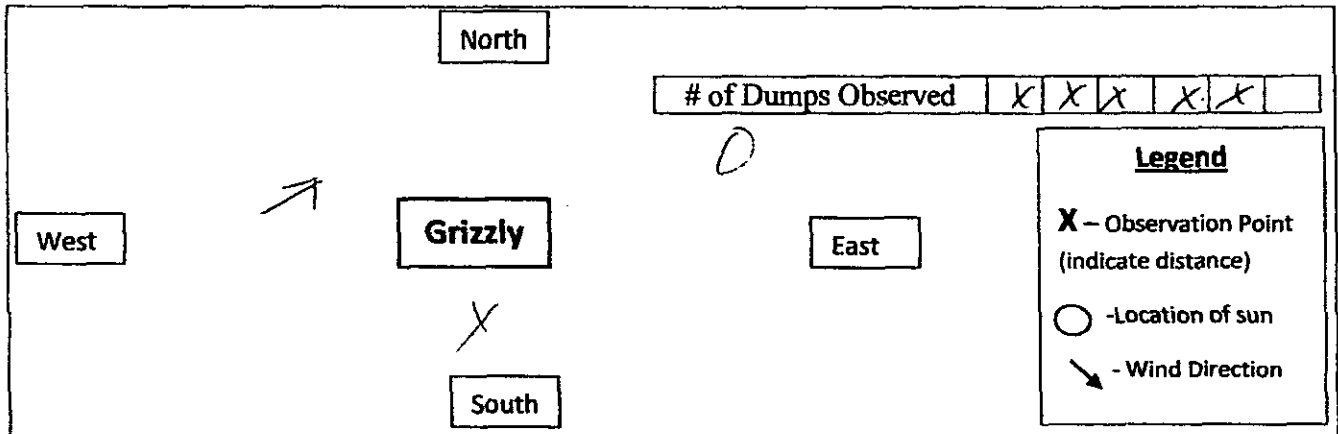 North
# of Dumps Observed X X X X X
Legend
West
Grizzly
East
X – Observation Point
(indicate distance)
X
-Location of sun
- Wind Direction
South